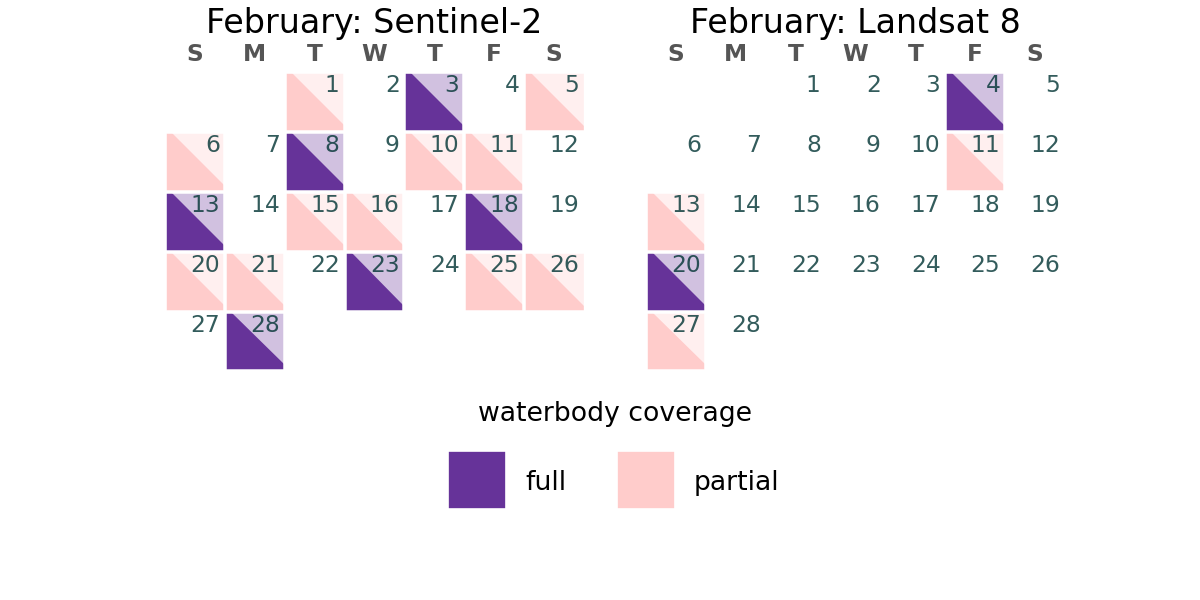 February: Sentinel-2
S M T W T F S
1 2 3 4 5
6 7 8 9 10 11 12
13 14 15 16 17 18 19
20 21 22 23 24 25 26
27 28
February: Landsat 8
S M T W T F S
1 2 3 4 5
6 7 8 9 10 11 12
13 14 15 16 17 18 19
20 21 22 23 24 25 26
27 28
waterbody coverage
full
partial